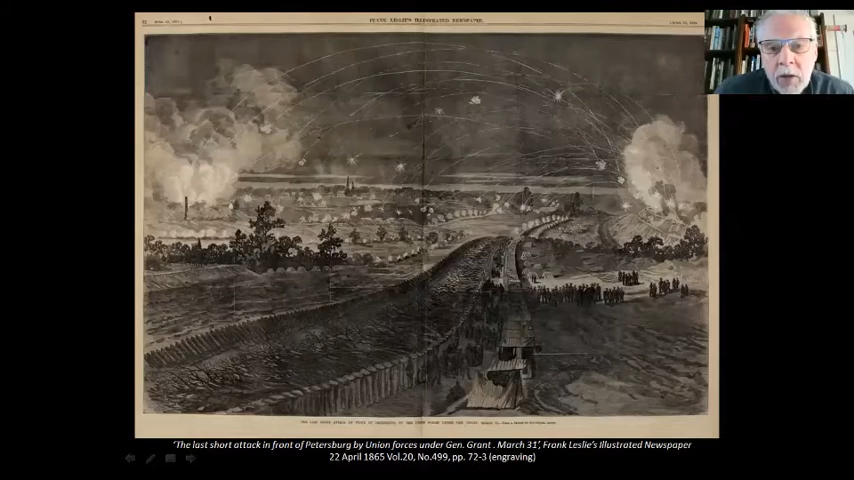 FRANK LESLIE'S ILLUSTRATED NEWSPAPER.
'The last short attack in front of Petersburg by Union forces under Gen. Grant . March 31', Frank Leslie's Illustrated Newspaper
22 April 1865 Vol.20, No.499, pp. 72-3 (engraving)